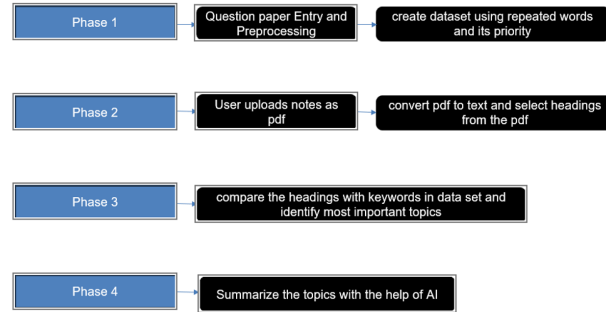 Phase 1
Question paper Entry and
Preprocessing
create dataset using repeated words
and its priority
Phase 2
User uploads notes as
pdf
convert pdf to text and select headings
from the pdf
Phase 3
compare the headings with keywords in data set and
identify most important topics
Phase 4
Summarize the topics with the help of AI